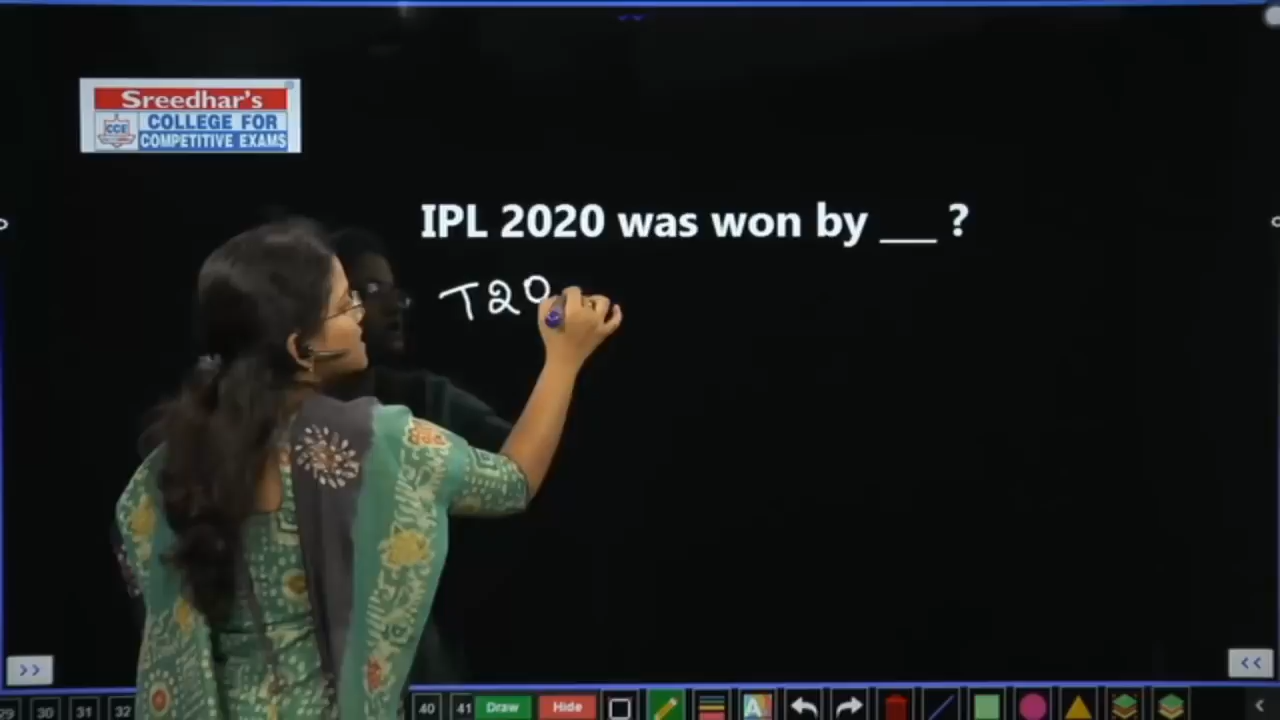 Sreedhar's
CCE
COLLEGE FOR
COMPETITIVE EXAMS
IPL 2020 was won by ___ ?
T20
>>
<<
29 30 31 32 40 41 Draw Hide A
<